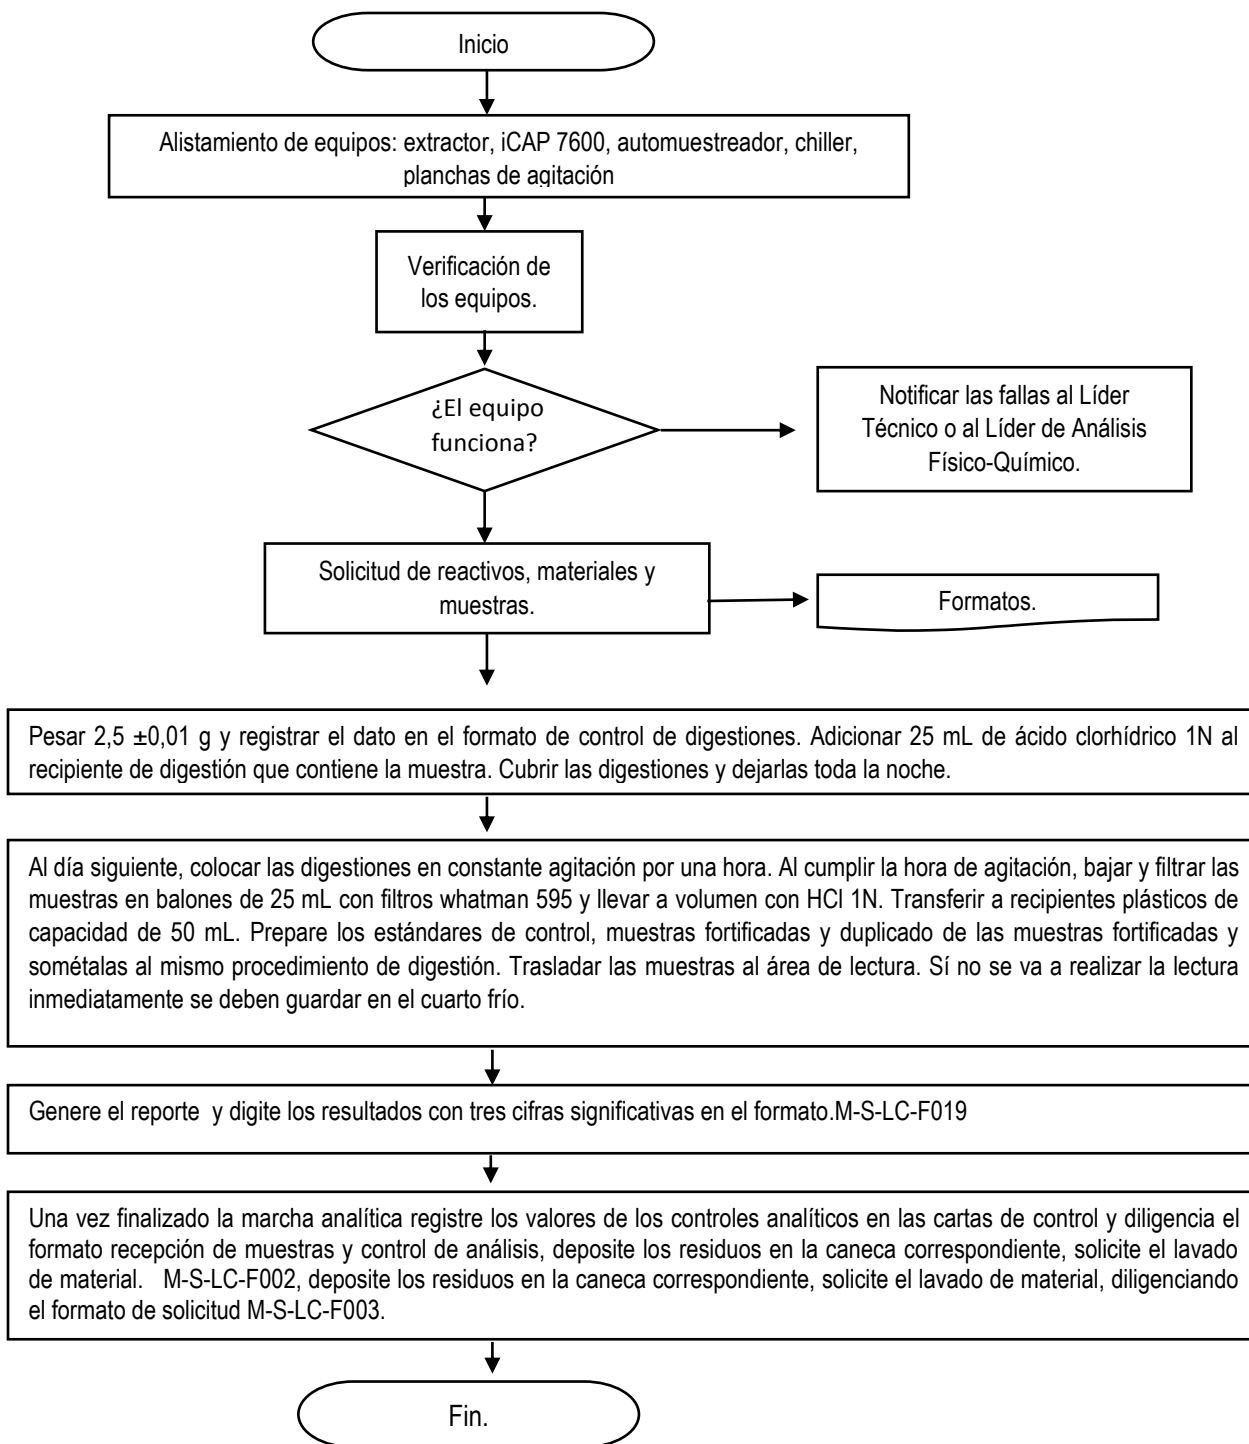 Inicio
Alistamiento de equipos: extractor, iCAP 7600, automuestreador, chiller,
planchas de agitación
Verificación de
los equipos.
¿El equipo
funciona?
Notificar las fallas al Líder
Técnico o al Líder de Análisis
Físico-Químico.
Solicitud de reactivos, materiales y
muestras.
Formatos.
Pesar 2,5 ±0,01 g y registrar el dato en el formato de control de digestiones. Adicionar 25 mL de ácido clorhídrico 1N al
recipiente de digestión que contiene la muestra. Cubrir las digestiones y dejarlas toda la noche.
Al día siguiente, colocar las digestiones en constante agitación por una hora. Al cumplir la hora de agitación, bajar y filtrar las
muestras en balones de 25 mL con filtros whatman 595 y llevar a volumen con HCl 1N. Transferir a recipientes plásticos de
capacidad de 50 mL. Prepare los estándares de control, muestras fortificadas y duplicado de las muestras fortificadas y
sométalas al mismo procedimiento de digestión. Trasladar las muestras al área de lectura. Sí no se va a realizar la lectura
inmediatamente se deben guardar en el cuarto frío.
Genere el reporte  y digite los resultados con tres cifras significativas en el formato.M-S-LC-F019
Una vez finalizado la marcha analítica registre los valores de los controles analíticos en las cartas de control y diligencia el
formato recepción de muestras y control de análisis, deposite los residuos en la caneca correspondiente, solicite el lavado
de material.   M-S-LC-F002, deposite los residuos en la caneca correspondiente, solicite el lavado de material, diligenciando
el formato de solicitud M-S-LC-F003.
Fin.